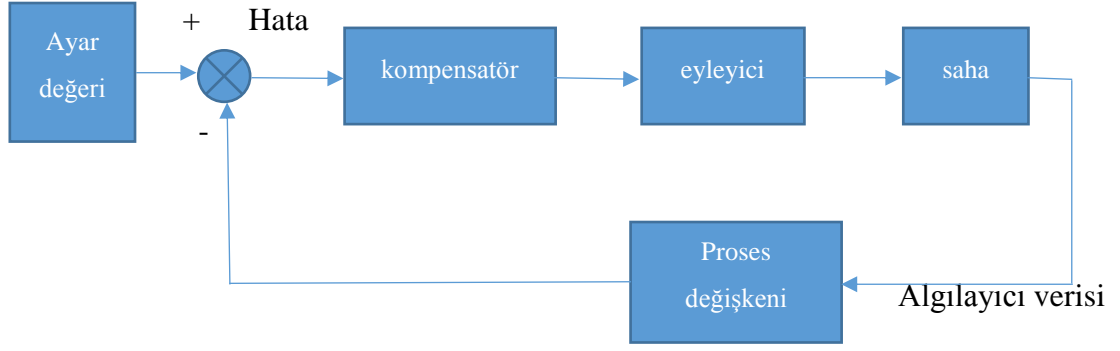 +
Hata
Ayar
değeri
kompensatör
eyleyici
saha
-
Proses
değişkeni
Algılayıcı verisi